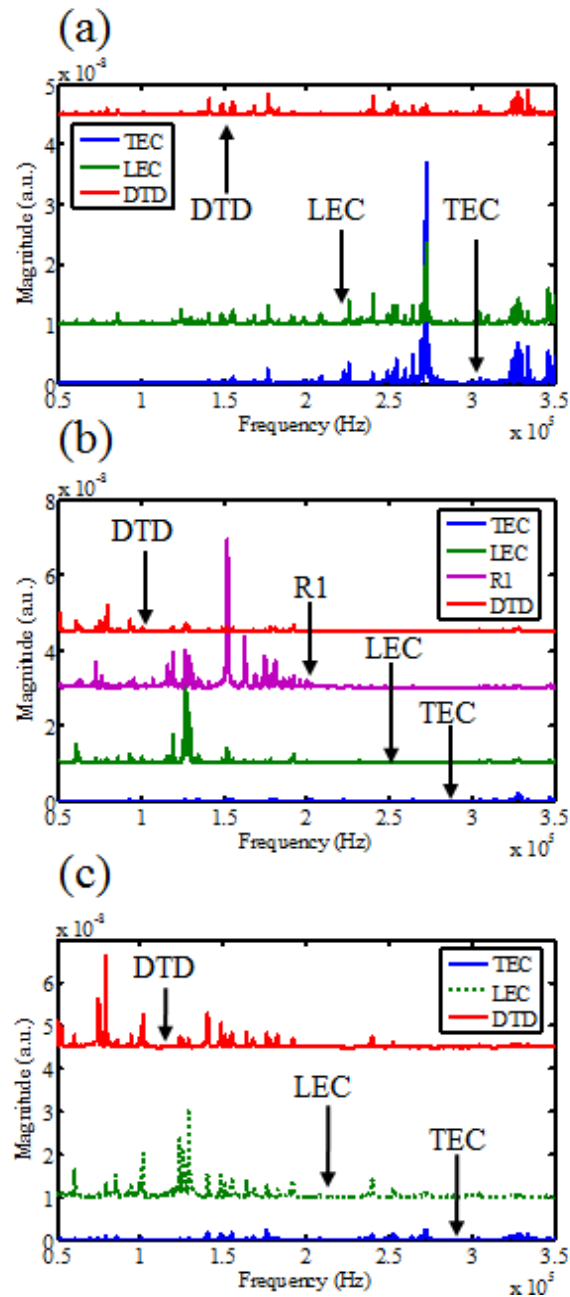 (a)
x 10⁻⁸
5
4
3
2
1
0
Magnitude (a.u.)
TEC
LEC
DTD
DTD
LEC
TEC
0.5 1 1.5 2 2.5 3 3.5
Frequency (Hz)
x 10⁵
(b)
x 10⁻⁸
8
6
4
2
0
Magnitude (a.u.)
TEC
LEC
R1
DTD
DTD
R1
LEC
TEC
0.5 1 1.5 2 2.5 3 3.5
Frequency (Hz)
x 10⁵
(c)
x 10⁻⁸
6
5
4
3
2
1
0
Magnitude (a.u.)
TEC
LEC
DTD
DTD
LEC
TEC
0.5 1 1.5 2 2.5 3 3.5
Frequency (Hz)
x 10⁵